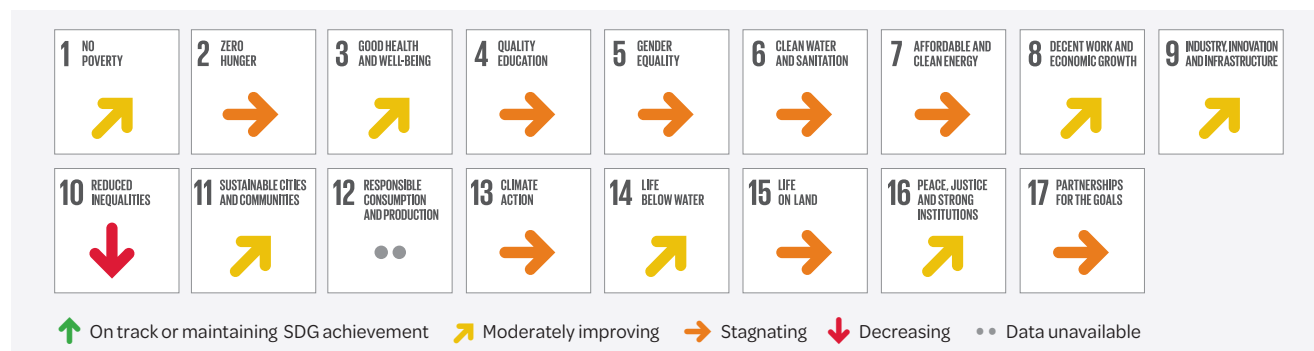 1 NO
POVERTY
2 ZERO
HUNGER
3 GOOD HEALTH
AND WELL-BEING
4 QUALITY
EDUCATION
5 GENDER
EQUALITY
6 CLEAN WATER
AND SANITATION
7 AFFORDABLE AND
CLEAN ENERGY
8 DECENT WORK AND
ECONOMIC GROWTH
9 INDUSTRY, INNOVATION
AND INFRASTRUCTURE
10 REDUCED
INEQUALITIES
11 SUSTAINABLE CITIES
AND COMMUNITIES
12 RESPONSIBLE
CONSUMPTION
AND PRODUCTION
13 CLIMATE
ACTION
14 LIFE
BELOW WATER
15 LIFE
ON LAND
16 PEACE, JUSTICE
AND STRONG
INSTITUTIONS
17 PARTNERSHIPS
FOR THE GOALS
On track or maintaining SDG achievement Moderately improving Stagnating Decreasing Data unavailable